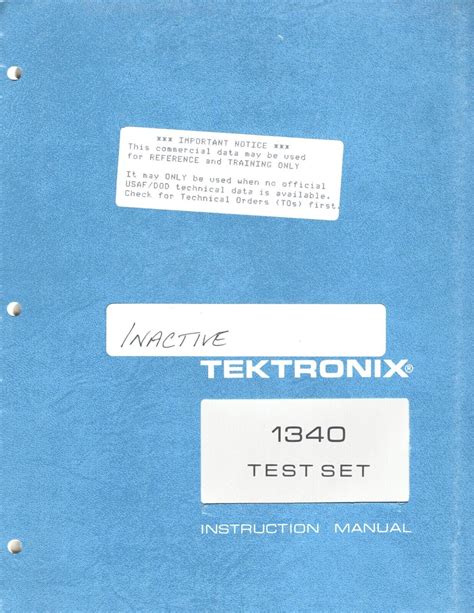 *** IMPORTANT NOTICE ***
This commercial data may be used
for REFERENCE and TRAINING ONLY
It may ONLY be used when no official
USAF/DOD technical data is available.
Check for Technical Orders (TOs) first.
INACTIVE
TEKTRONIX®
1340
TEST SET
INSTRUCTION MANUAL